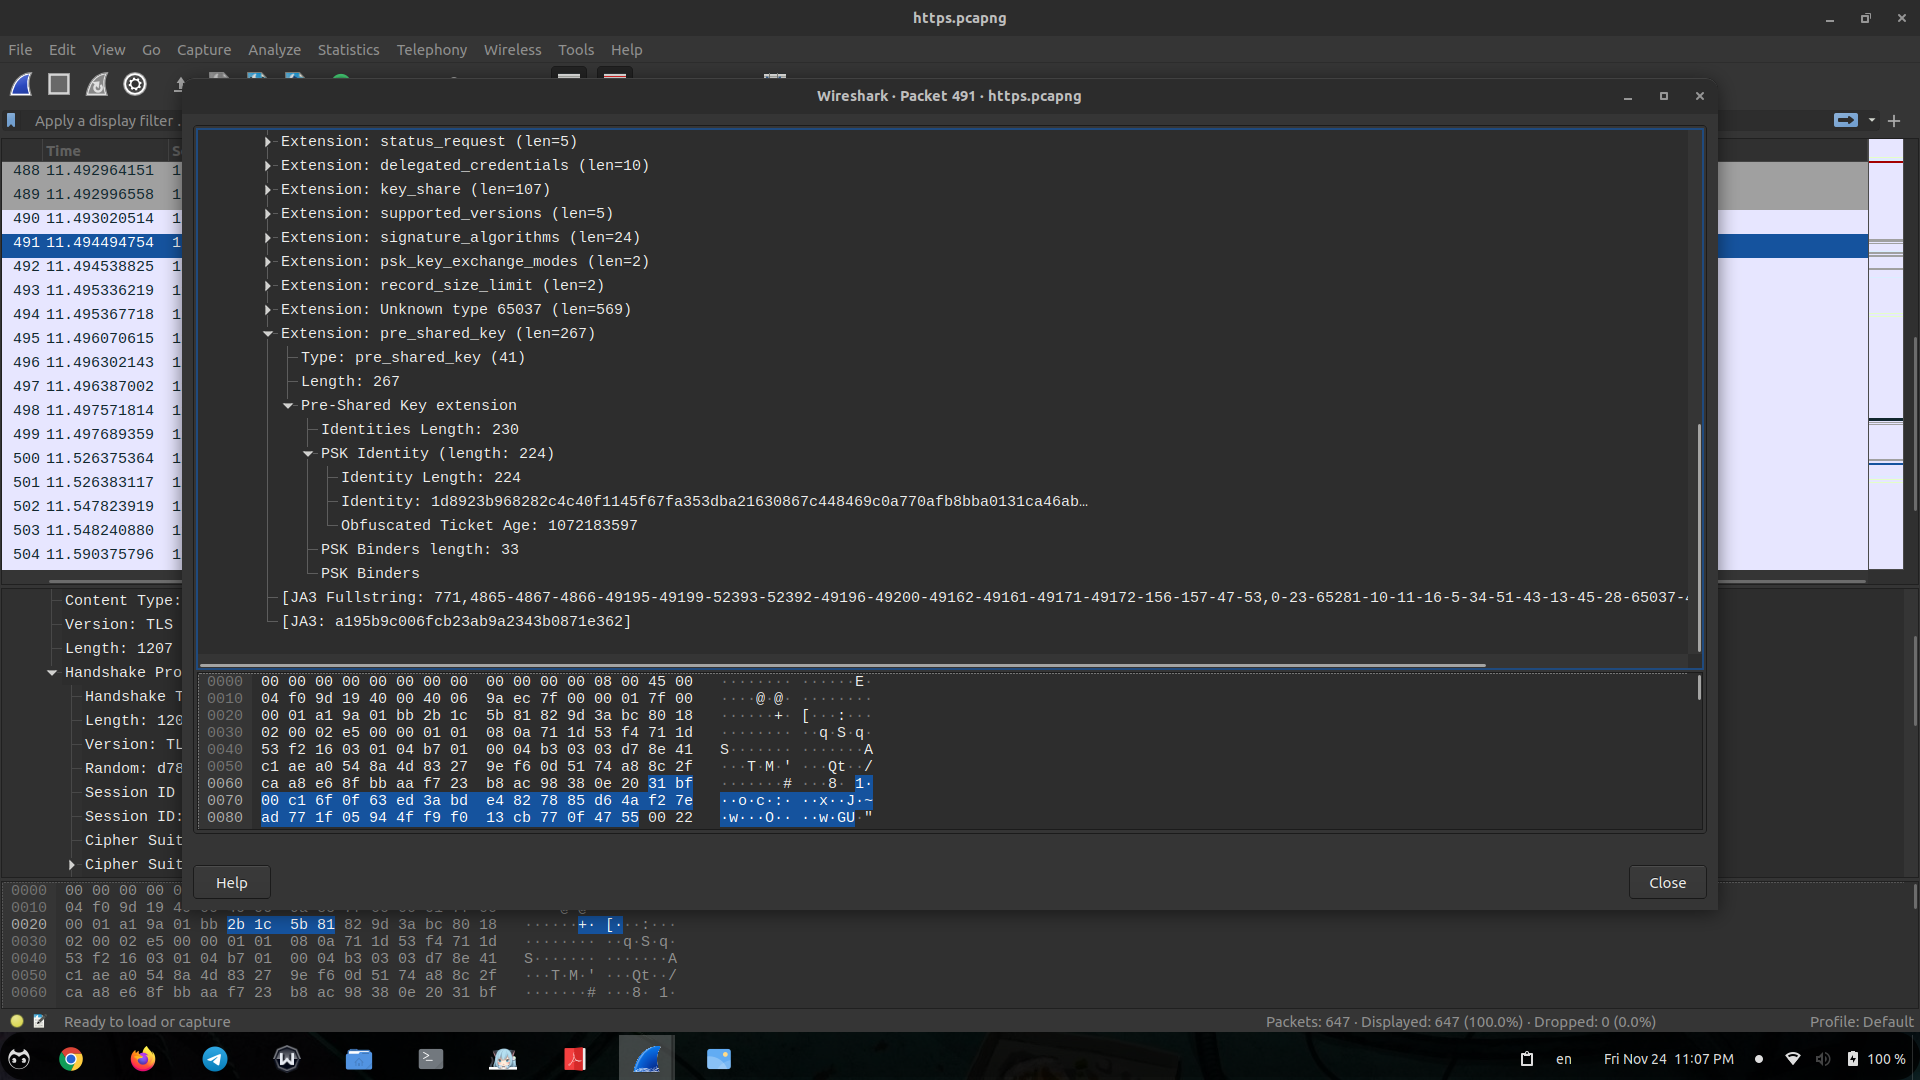 https.pcapng
File Edit View Go Capture Analyze Statistics Telephony Wireless Tools Help
Wireshark · Packet 491 · https.pcapng
Apply a display filter
Time
488 11.492964151 1
489 11.492996558 1
490 11.493020514 1
491 11.494494754 1
492 11.494538825 1
493 11.495336219 1
494 11.495367718 1
495 11.496070615 1
496 11.496302143 1
497 11.496387002 1
498 11.497571814 1
499 11.497689359 1
500 11.526375364 1
501 11.526383117 1
502 11.547823919 1
503 11.548240880 1
504 11.590375796 1
Extension: status_request (len=5)
Extension: delegated_credentials (len=10)
Extension: key_share (len=107)
Extension: supported_versions (len=5)
Extension: signature_algorithms (len=24)
Extension: psk_key_exchange_modes (len=2)
Extension: record_size_limit (len=2)
Extension: Unknown type 65037 (len=569)
Extension: pre_shared_key (len=267)
Type: pre_shared_key (41)
Length: 267
Pre-Shared Key extension
Identities Length: 230
PSK Identity (length: 224)
Identity Length: 224
Identity: 1d8923b968282c4c40f1145f67fa353dba21630867c448469c0a770afb8bba0131ca46ab…
Obfuscated Ticket Age: 1072183597
PSK Binders length: 33
PSK Binders
[JA3 Fullstring: 771,4865-4867-4866-49195-49199-52393-52392-49196-49200-49162-49161-49171-49172-156-157-47-53,0-23-65281-10-11-16-5-34-51-43-13-45-28-65037-
[JA3: a195b9c006fcb23ab9a2343b0871e362]
0000 00 00 00 00 00 00 00 00 00 00 00 00 08 00 45 00 ········ ······E·
0010 04 f0 9d 19 40 00 40 06 9a ec 7f 00 00 01 7f 00 ····@·@· ········
0020 00 01 a1 9a 01 bb 2b 1c 5b 81 82 9d 3a bc 80 18 ······+· [···:···
0030 02 00 02 e5 00 00 01 01 08 0a 71 1d 53 f4 71 1d ········ ··q·S·q·
0040 53 f2 16 03 01 04 b7 01 00 04 b3 03 03 d7 8e 41 S······· ·······A
0050 c1 ae a0 54 8a 4d 83 27 9e f6 0d 51 74 a8 8c 2f ···T·M·' ···Qt··/
0060 ca a8 e6 8f bb aa f7 23 b8 ac 98 38 0e 20 31 bf ·······# ···8· 1·
0070 00 c1 6f 0f 63 ed 3a bd e4 82 78 85 d6 4a f2 7e ··o·c·:· ··x··J·~
0080 ad 77 1f 05 94 4f f9 f0 13 cb 77 0f 47 55 00 22 ·w···O·· ··w·GU·"
Help Close
Content Type:
Version: TLS
Length: 1207
Handshake Pro
Handshake T
Length: 120
Version: TL
Random: d78
Session ID
Session ID:
Cipher Suit
Cipher Suit
0000 00 00 00 00 0
0010 04 f0 9d 19 4
0020 00 01 a1 9a 01 bb 2b 1c 5b 81 82 9d 3a bc 80 18 ······+· [···:···
0030 02 00 02 e5 00 00 01 01 08 0a 71 1d 53 f4 71 1d ········ ··q·S·q·
0040 53 f2 16 03 01 04 b7 01 00 04 b3 03 03 d7 8e 41 S······· ·······A
0050 c1 ae a0 54 8a 4d 83 27 9e f6 0d 51 74 a8 8c 2f ···T·M·' ···Qt··/
0060 ca a8 e6 8f bb aa f7 23 b8 ac 98 38 0e 20 31 bf ·······# ···8· 1·
Ready to load or capture Packets: 647 · Displayed: 647 (100.0%) · Dropped: 0 (0.0%) Profile: Default
en Fri Nov 24 11:07 PM 100 %